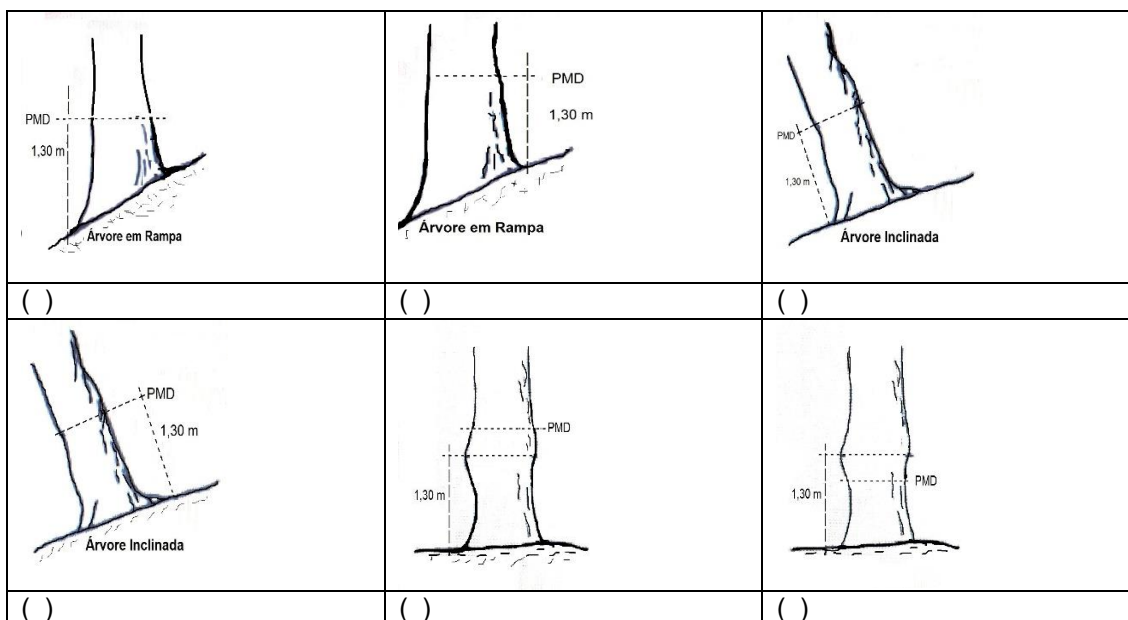 PMD
1,30 m
Árvore em Rampa
PMD
1,30 m
Árvore em Rampa
PMD
1,30 m
Árvore Inclinada
( )
( )
( )
PMD
1,30 m
Árvore Inclinada
PMD
1,30 m
PMD
1,30 m
( )
( )
( )